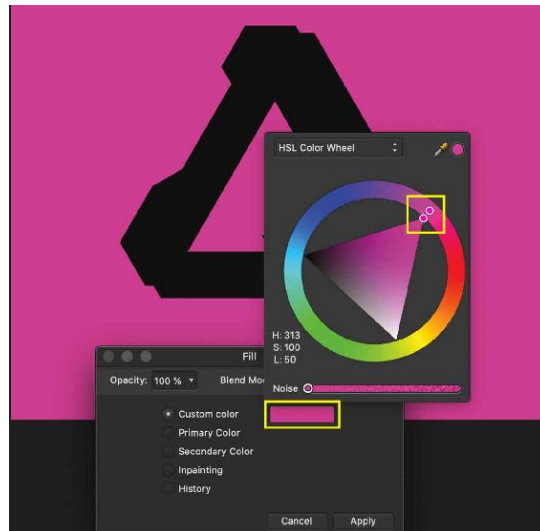 HSL Color Wheel
H: 313
S: 100
L: 50
Noise
Fill
Opacity: 100 % Blend Mo
Custom color
Primary Color
Secondary Color
Inpainting
History
Cancel Apply